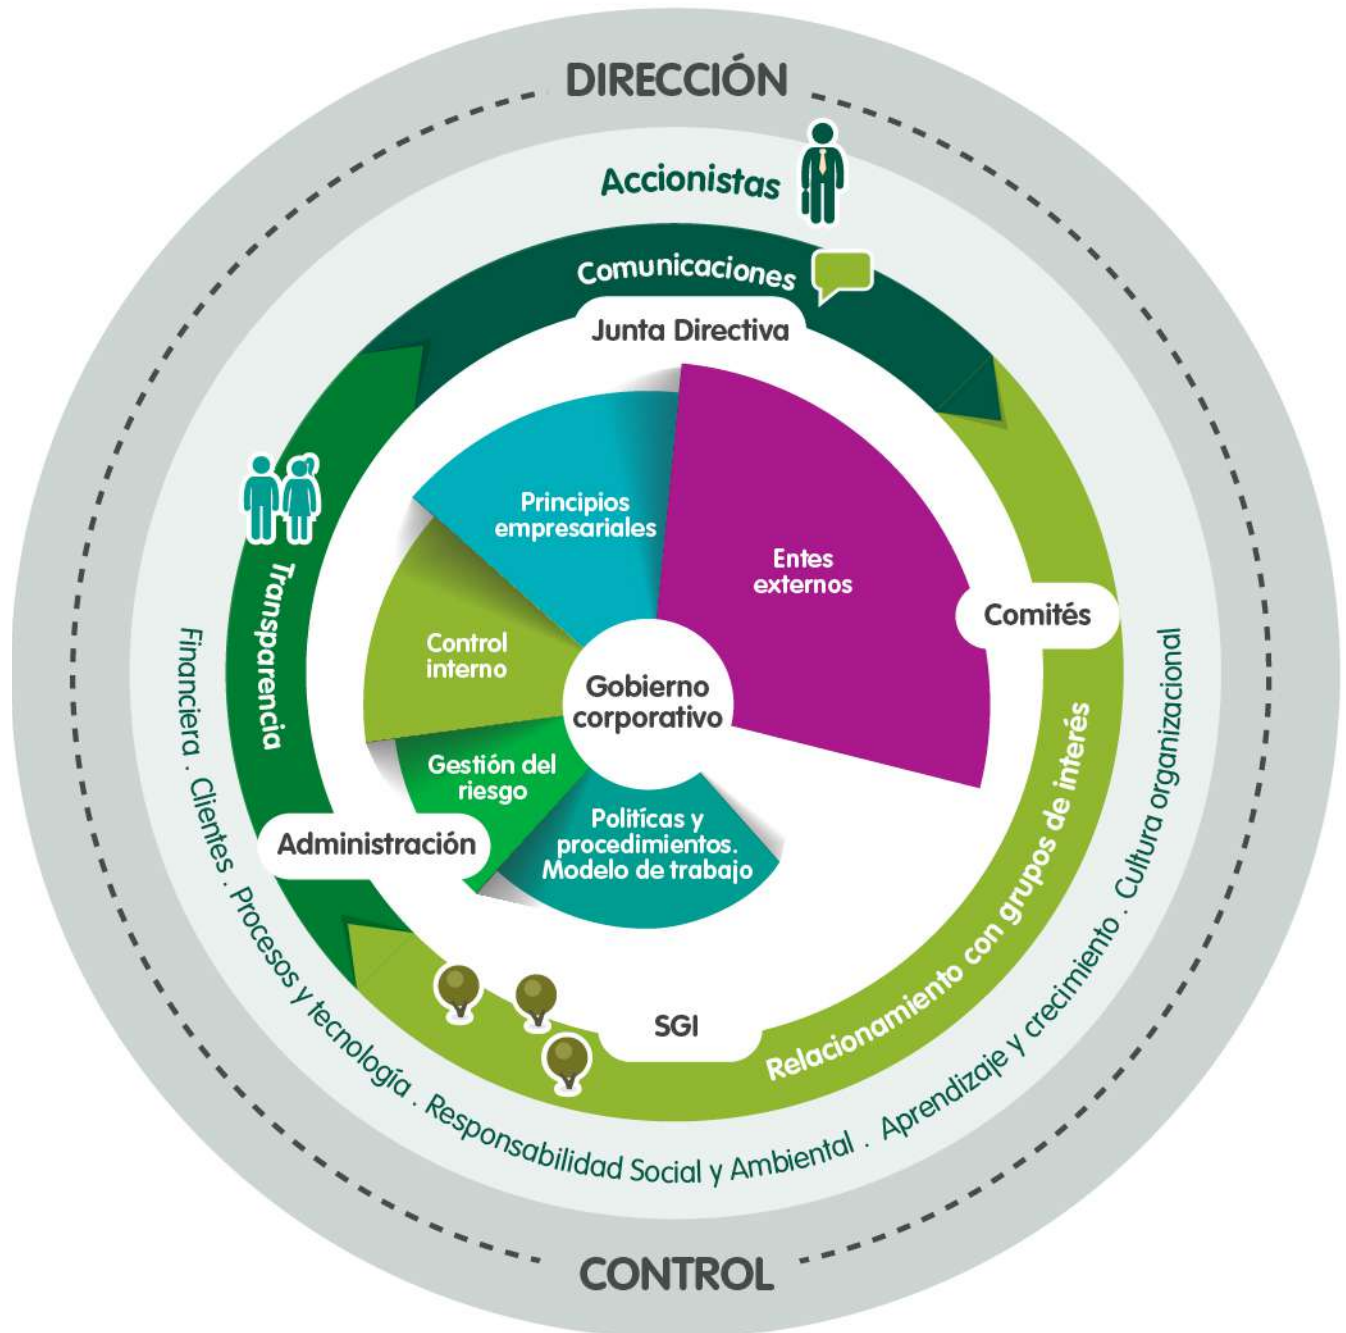 DIRECCIÓN
Accionistas
Comunicaciones
Junta Directiva
Principios
empresariales
Entes
externos
Comités
Control
interno
Gobierno
corporativo
Transparencia
Gestión del
riesgo
Administración
Politícas y
procedimientos.
Modelo de trabajo
SGI
Relacionamiento con grupos de interés
Financiera . Clientes . Procesos y tecnología . Responsabilidad Social y Ambiental . Aprendizaje y crecimiento . Cultura organizacional
CONTROL